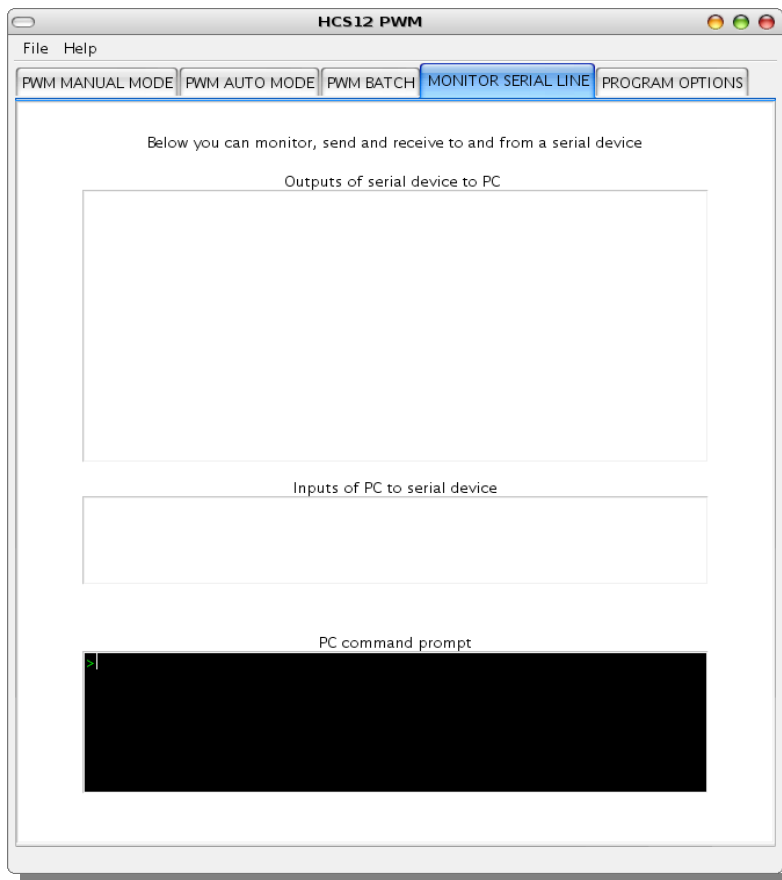 HCS12 PWM
File Help
PWM MANUAL MODE PWM AUTO MODE PWM BATCH MONITOR SERIAL LINE PROGRAM OPTIONS
Below you can monitor, send and receive to and from a serial device
Outputs of serial device to PC
Inputs of PC to serial device
PC command prompt
>